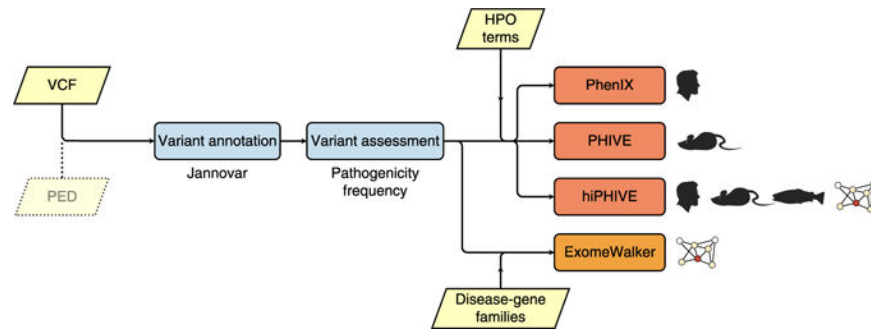 HPO
terms
VCF
PhenIX
Variant annotation
Variant assessment
PHIVE
Jannovar
Pathogenicity
frequency
PED
hiPHIVE
ExomeWalker
Disease-gene
families